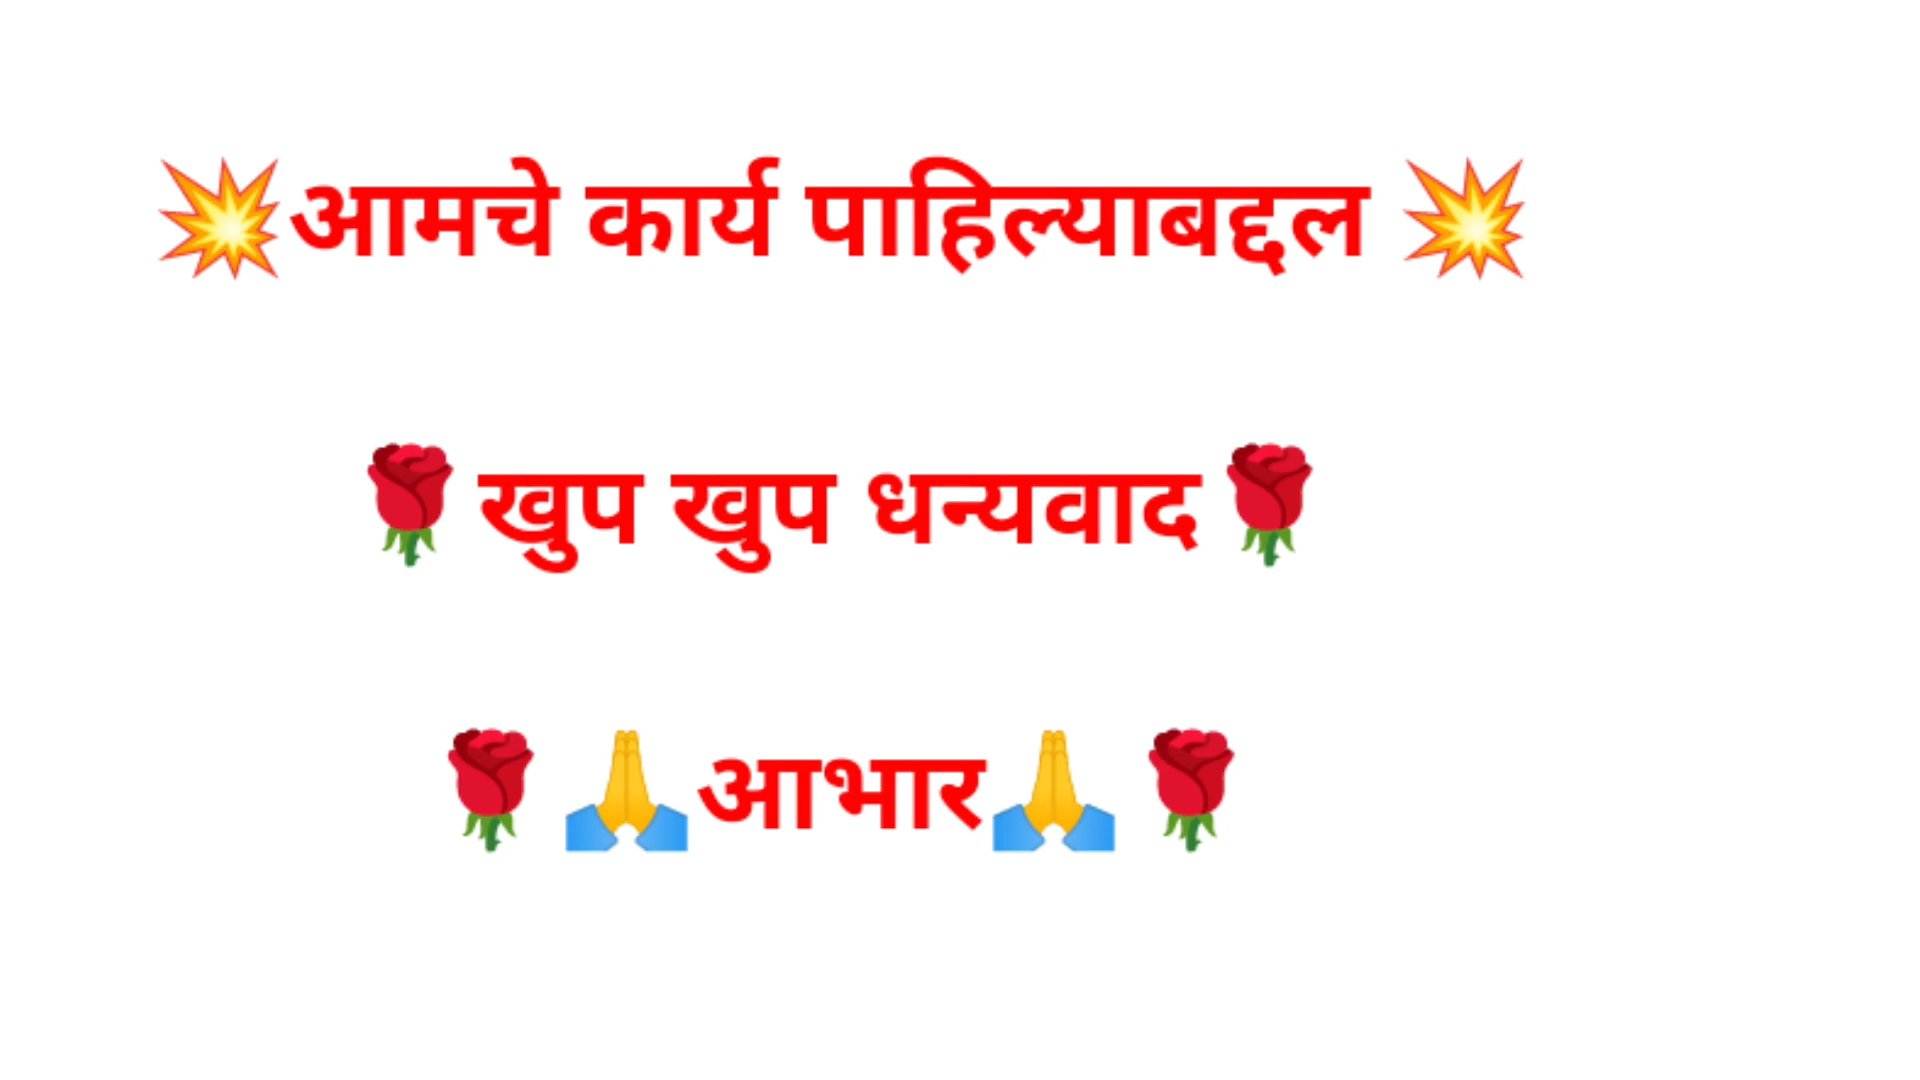 💥आमचे कार्य पाहिल्याबद्दल 💥
🌹खुप खुप धन्यवाद🌹
🌹🙏आभार🙏🌹